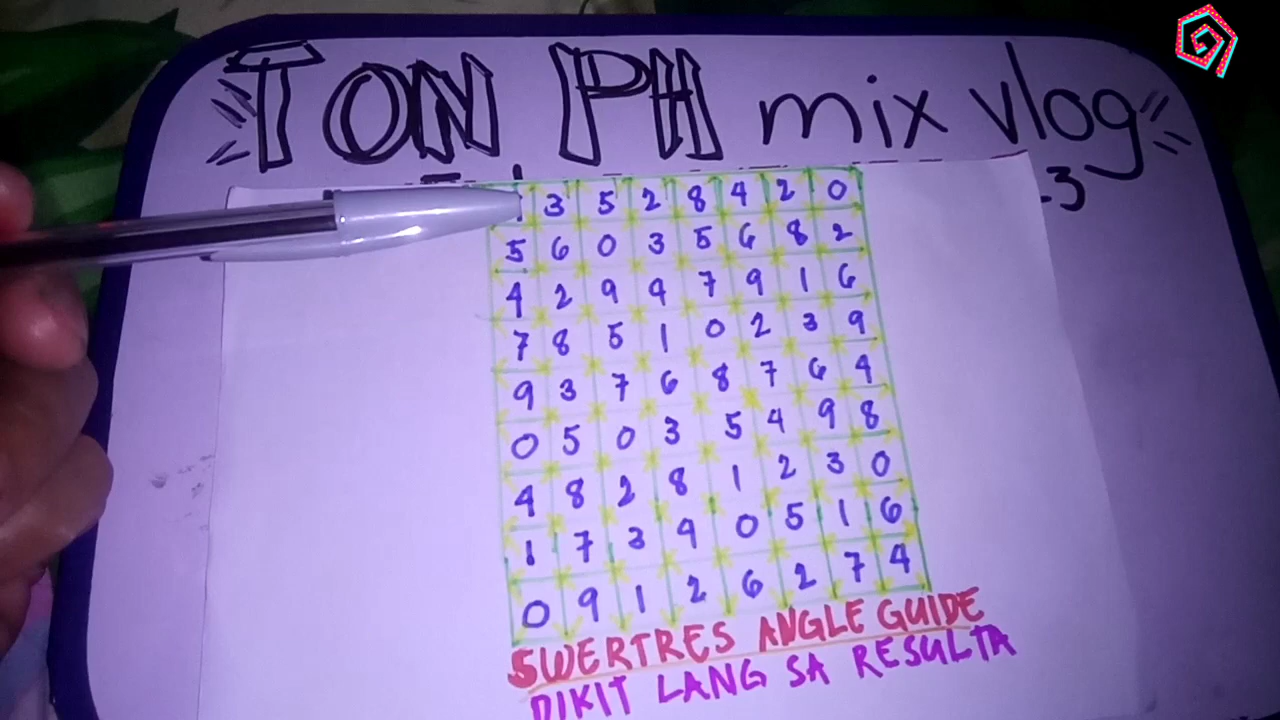 TON PH mix vlog
-3
3 5 2 8 4 2 0
5 6 0 3 5 6 8 2
4 2 9 9 7 9 1 6
7 8 5 1 0 2 3 9
9 3 7 6 8 7 6 4
0 5 0 3 5 4 9 8
4 8 2 8 1 2 3 0
1 7 3 9 0 5 1 6
0 9 1 2 6 2 7 4
SWERTRES ANGLE GUIDE
DIKIT LANG SA RESULTA